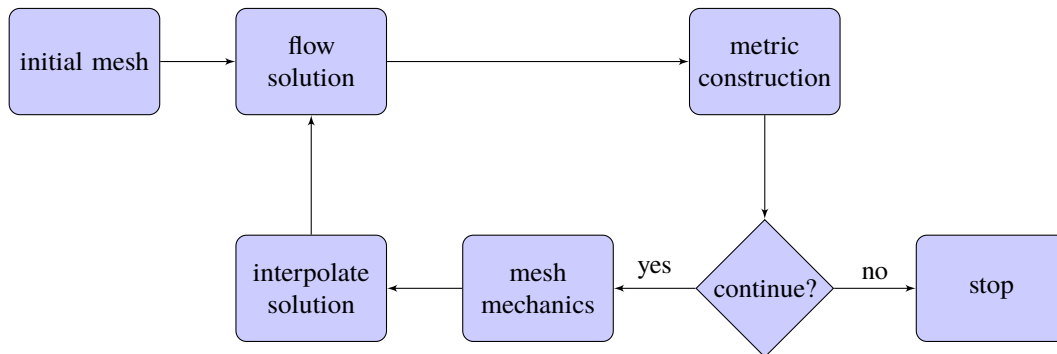 initial mesh
flow
solution
metric
construction
interpolate
solution
mesh
mechanics
yes
continue?
no
stop